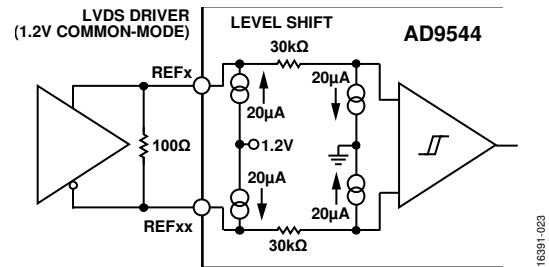 LVDS DRIVER
(1.2V COMMON-MODE)
LEVEL SHIFT
AD9544
30kΩ
REFx
20µA
20µA
100Ω
1.2V
20µA
20µA
REFxx
30kΩ
16391-023